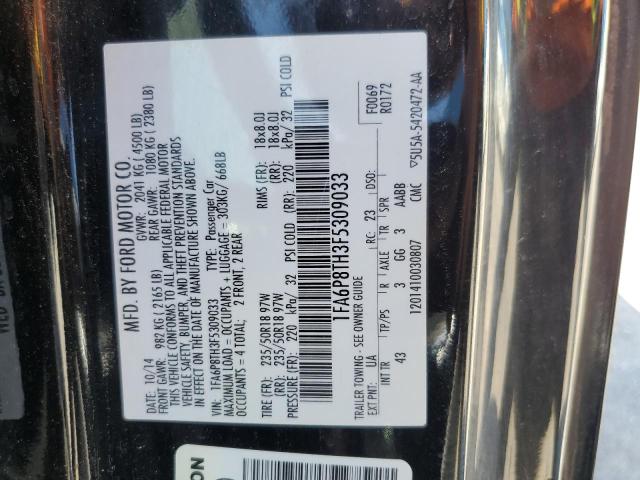 MFD. BY FORD MOTOR CO.
DATE: 10/14 GVWR: 2041 KG ( 4500 LB)
FRONT GAWR: 982 KG ( 2165 LB) REAR GAWR: 1080 KG ( 2380 LB)
THIS VEHICLE CONFORMS TO ALL APPLICABLE FEDERAL MOTOR
VEHICLE SAFETY, BUMPER, AND THEFT PREVENTION STANDARDS
IN EFFECT ON THE DATE OF MANUFACTURE SHOWN ABOVE.
VIN: 1FA6P8TH3F5309033 TYPE: Passenger Car
MAXIMUM LOAD = OCCUPANTS + LUGGAGE = 303KG/ 668LB
OCCUPANTS = 4 TOTAL: 2 FRONT, 2 REAR
TIRE (FR): 235/50R18 97W RIMS (FR): 18x8.0J
(RR): 235/50R18 97W (RR): 18x8.0J
PRESSURE (FR): 220 kPa/ 32 PSI COLD (RR): 220 kPa/ 32 PSI COLD
1FA6P8TH3F5309033
F0069
R0172
TRAILER TOWING - SEE OWNER GUIDE
EXT PNT: UA RC: 23 DSO:
INT TR TP/PS R AXLE TR SPR
43 3 GG 3 AABB
1201410030807 CMC
5U5A-5420472-AA
ON